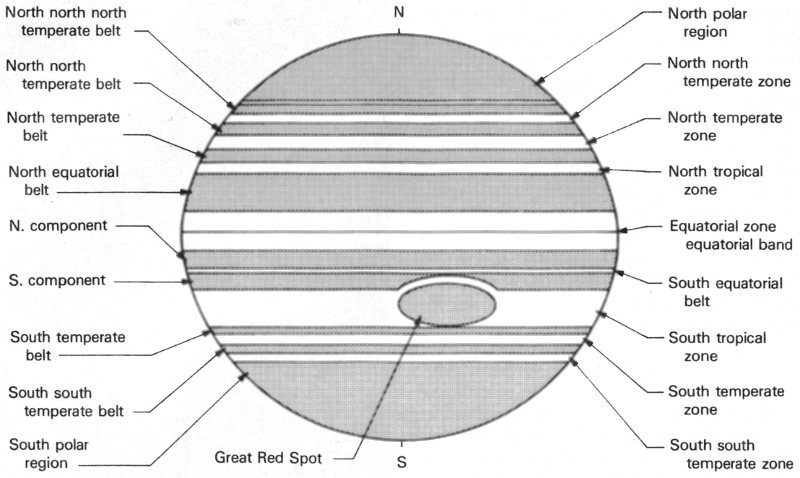 N
North north north
temperate belt
North north
temperate belt
North temperate
belt
North equatorial
belt
N. component
S. component
South temperate
belt
South south
temperate belt
South polar
region
Great Red Spot
S
North polar
region
North north
temperate zone
North temperate
zone
North tropical
zone
Equatorial zone
equatorial band
South equatorial
belt
South tropical
zone
South temperate
zone
South south
temperate zone